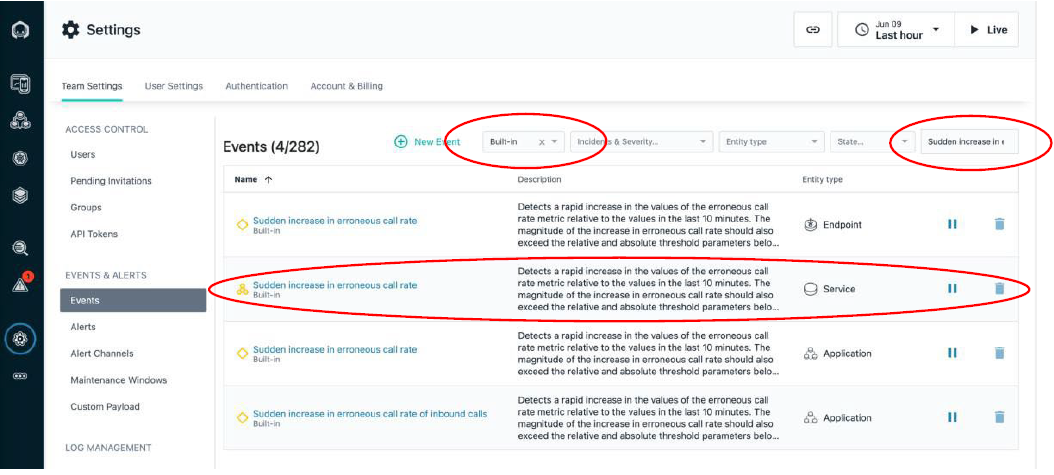 Settings
Jun 09
Last hour
Live
Team Settings
User Settings
Authentication
Account & Billing
ACCESS CONTROL
Users
Pending Invitations
Groups
API Tokens
EVENTS & ALERTS
Events
Alerts
Alert Channels
Maintenance Windows
Custom Payload
LOG MANAGEMENT
1
Events (4/282)
New Event
Built-in
Incidents & Severity...
Entity type
State...
Sudden increase in
Name
Description
Entity type
Sudden increase in erroneous call rate
Built-in
Detects a rapid increase in the values of the erroneous call
rate metric relative to the values in the last 10 minutes. The
magnitude of the increase in erroneous call rate should also
exceed the relative and absolute threshold parameters belo...
Endpoint
Sudden increase in erroneous call rate
Built-in
Detects a rapid increase in the values of the erroneous call
rate metric relative to the values in the last 10 minutes. The
magnitude of the increase in erroneous call rate should also
exceed the relative and absolute threshold parameters belo...
Service
Sudden increase in erroneous call rate
Built-in
Detects a rapid increase in the values of the erroneous call
rate metric relative to the values in the last 10 minutes. The
magnitude of the increase in erroneous call rate should also
exceed the relative and absolute threshold parameters belo...
Application
Sudden increase in erroneous call rate of inbound calls
Built-in
Detects a rapid increase in the values of the erroneous call
rate metric relative to the values in the last 10 minutes. The
magnitude of the increase in erroneous call rate should also
exceed the relative and absolute threshold parameters belo...
Application